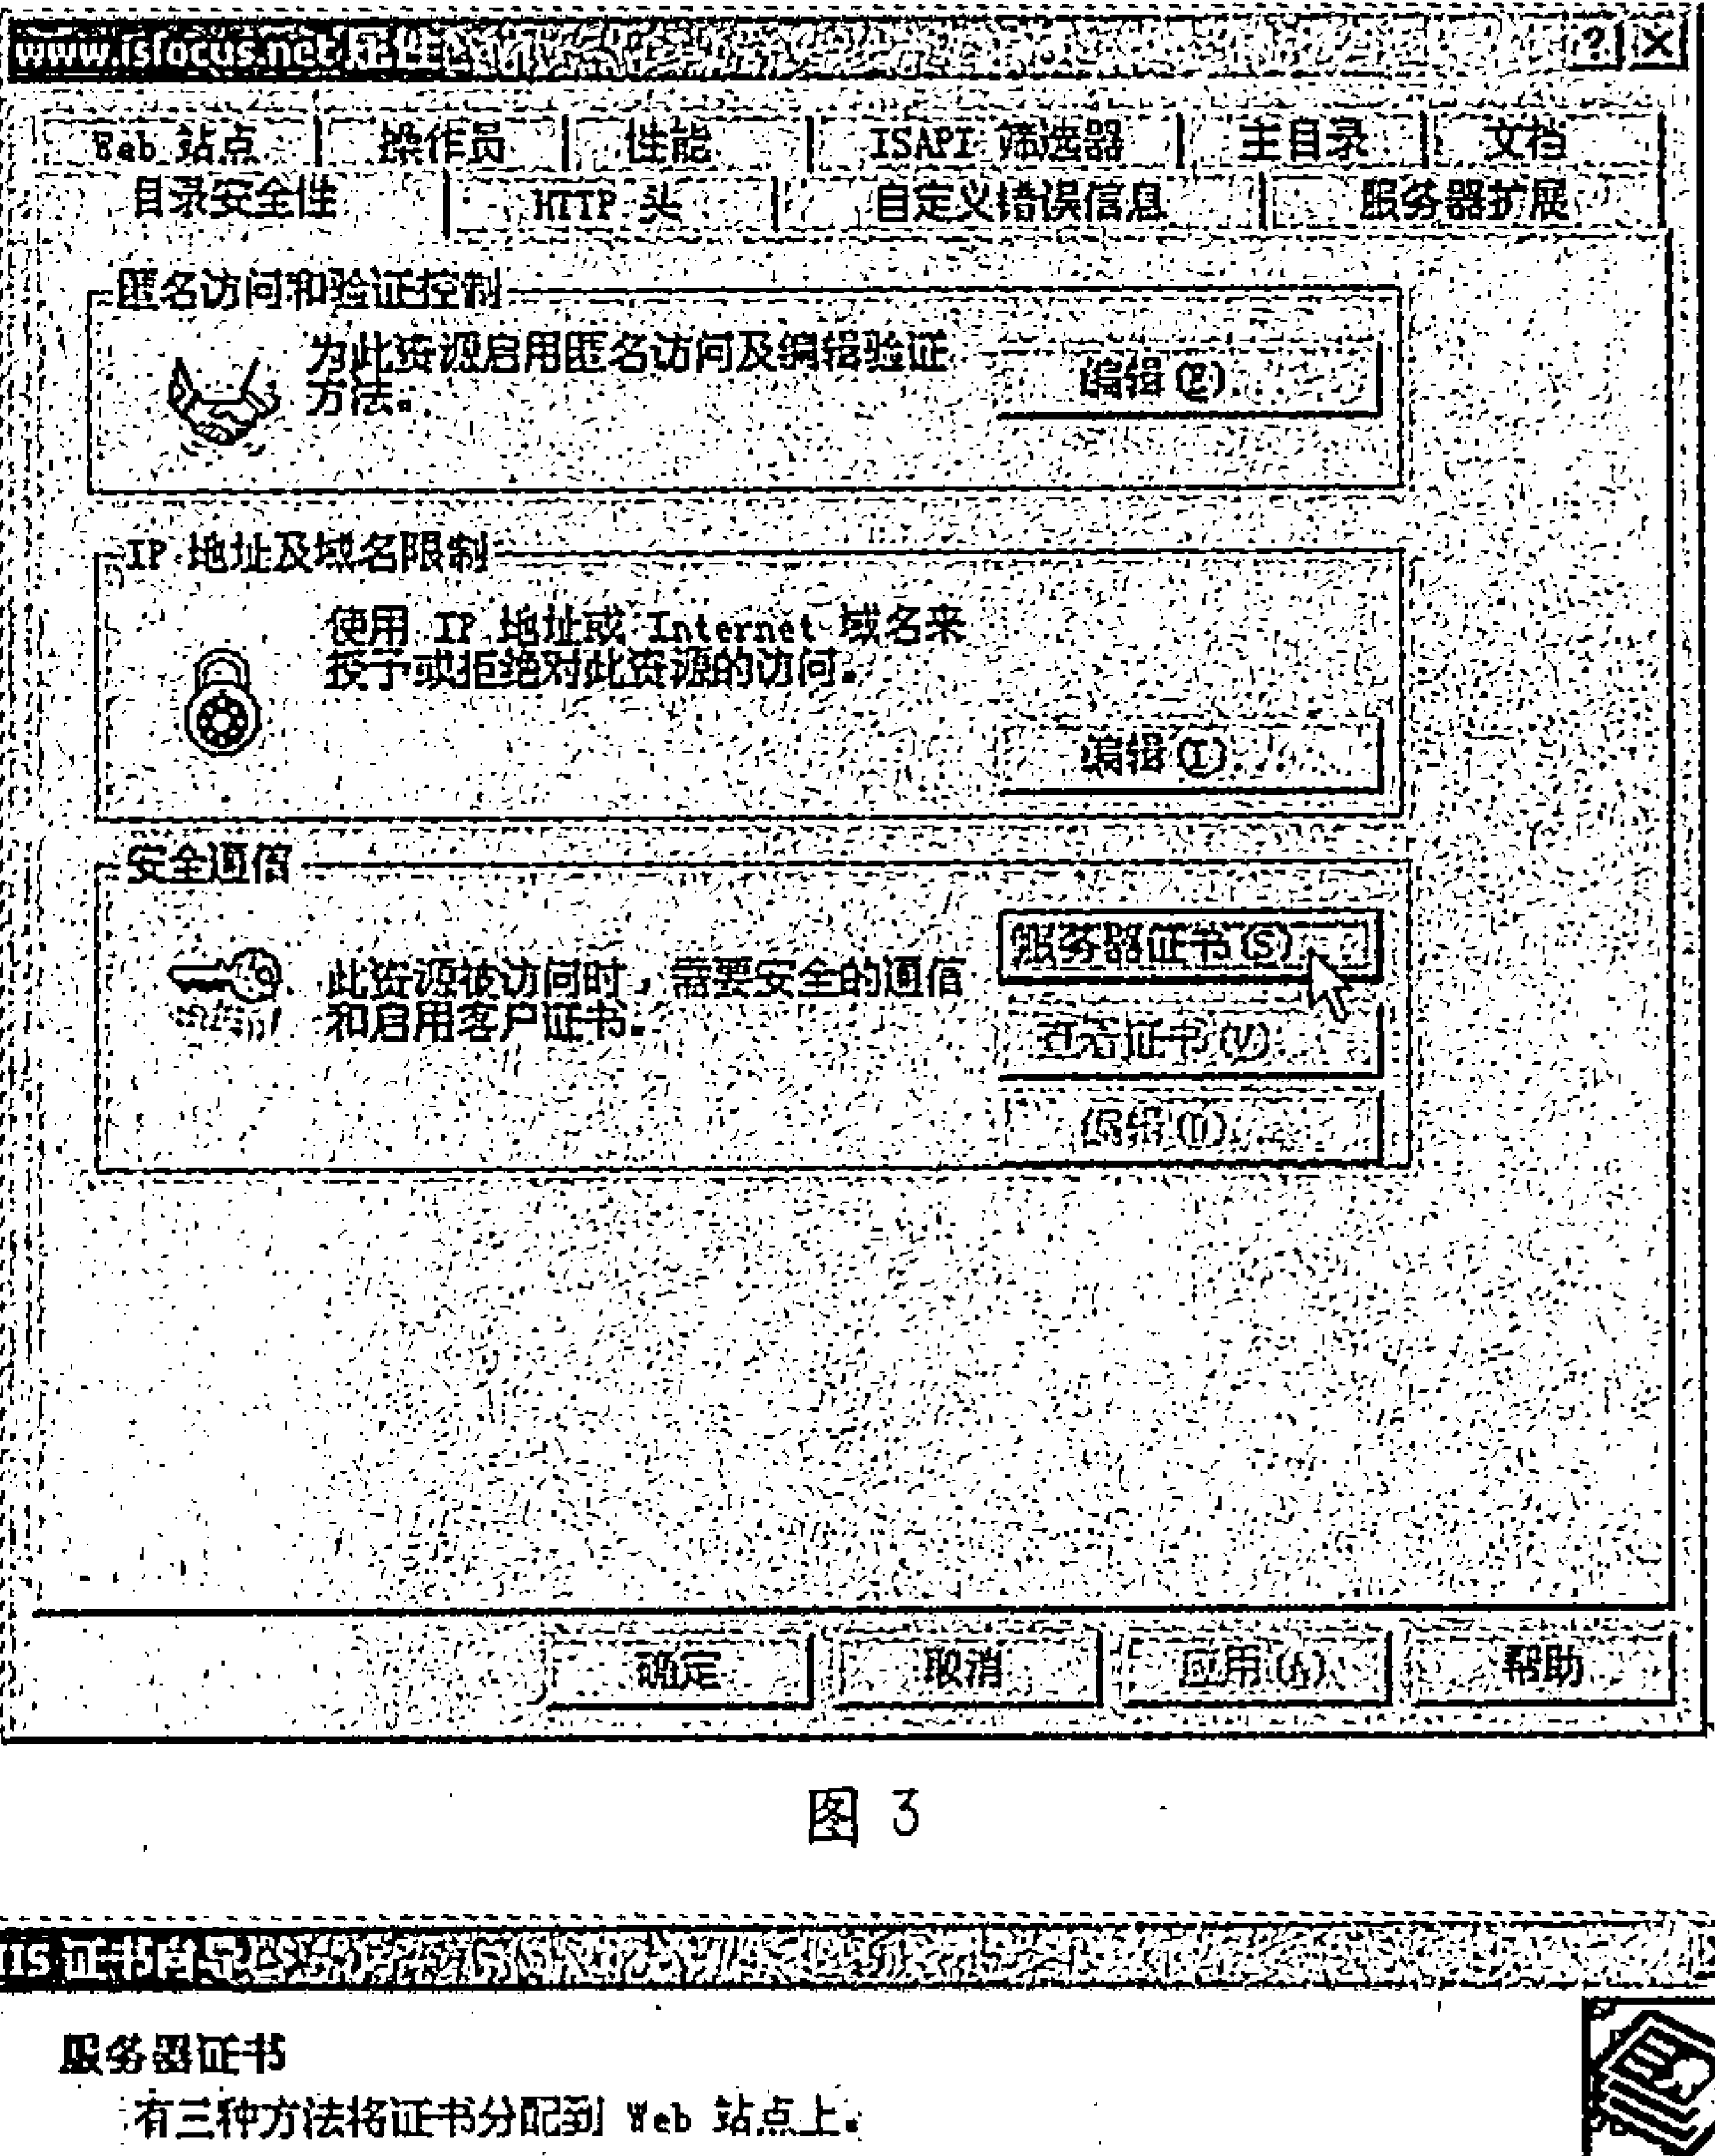 www.isfocus.net 属性
Web 站点 操作员 性能 ISAPI 筛选器 主目录 文档
目录安全性 HTTP 头 自定义错误信息 服务器扩展
匿名访问和验证控制
为此资源启用匿名访问及编辑验证
方法。
编辑(E)...
IP 地址及域名限制
使用 IP 地址或 Internet 域名来
授予或拒绝对此资源的访问。
编辑(I)...
安全通信
此资源被访问时，需要安全的通信
和启用客户证书。
服务器证书(S)...
查看证书(V)...
编辑(D)...
确定 取消 应用(A) 帮助
图 3
IIS 证书向导
服务器证书
有三种方法将证书分配到 Web 站点上。